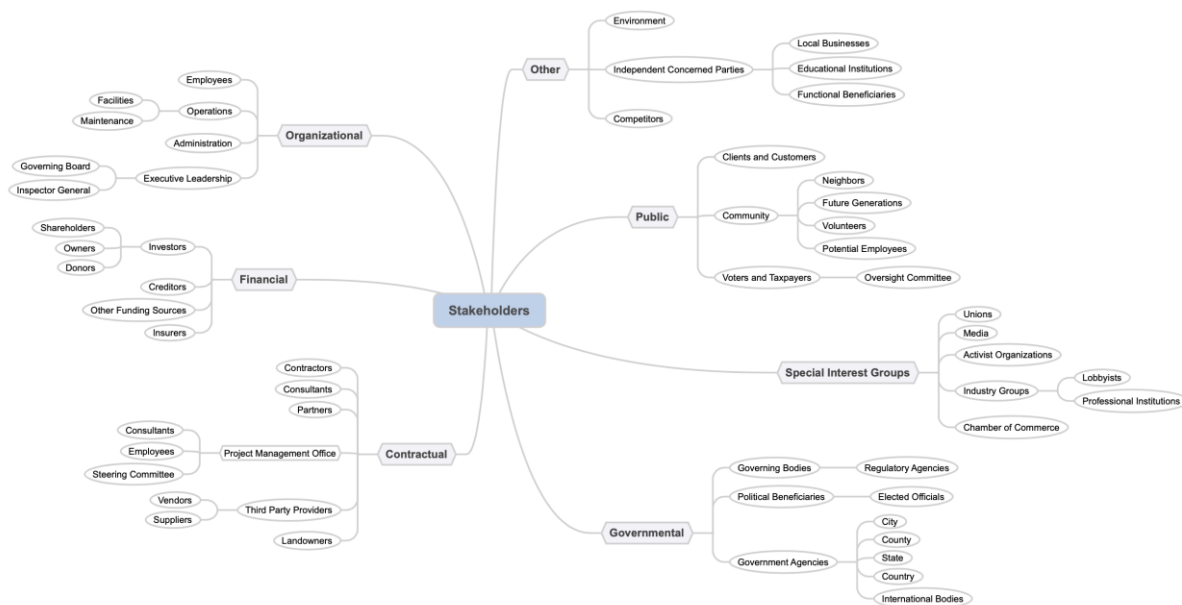 Stakeholders
Organizational
Employees
Operations
Facilities
Maintenance
Administration
Executive Leadership
Governing Board
Inspector General
Financial
Investors
Shareholders
Owners
Donors
Creditors
Other Funding Sources
Insurers
Contractual
Contractors
Consultants
Partners
Project Management Office
Consultants
Employees
Steering Committee
Third Party Providers
Vendors
Suppliers
Landowners
Other
Environment
Independent Concerned Parties
Local Businesses
Educational Institutions
Functional Beneficiaries
Competitors
Public
Clients and Customers
Community
Neighbors
Future Generations
Volunteers
Potential Employees
Voters and Taxpayers
Oversight Committee
Special Interest Groups
Unions
Media
Activist Organizations
Industry Groups
Lobbyists
Professional Institutions
Chamber of Commerce
Governmental
Governing Bodies
Regulatory Agencies
Political Beneficiaries
Elected Officials
Government Agencies
City
County
State
Country
International Bodies